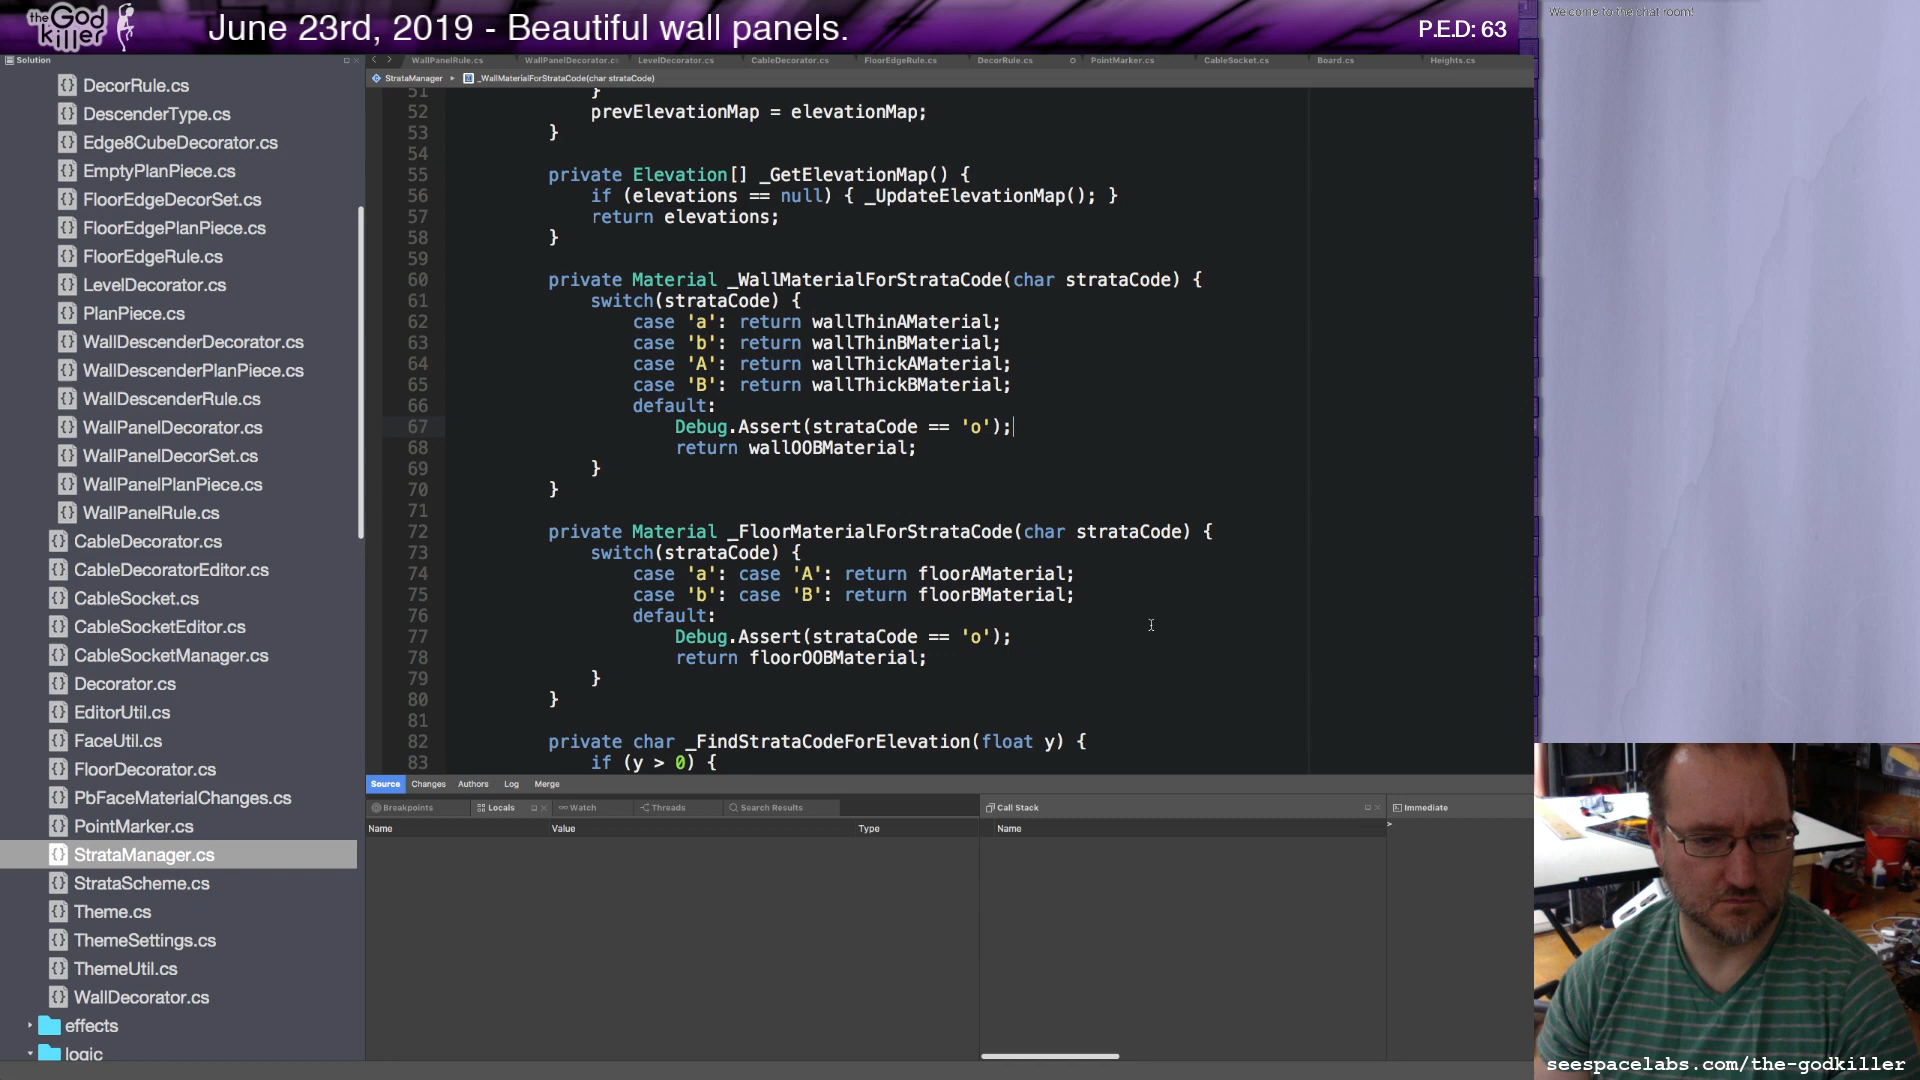 the God killer
June 23rd, 2019 - Beautiful wall panels.
P.E.D: 63
Welcome to the chat room!
Solution
DecorRule.cs
DescenderType.cs
Edge8CubeDecorator.cs
EmptyPlanPiece.cs
FloorEdgeDecorSet.cs
FloorEdgePlanPiece.cs
FloorEdgeRule.cs
LevelDecorator.cs
PlanPiece.cs
WallDescenderDecorator.cs
WallDescenderPlanPiece.cs
WallDescenderRule.cs
WallPanelDecorator.cs
WallPanelDecorSet.cs
WallPanelPlanPiece.cs
WallPanelRule.cs
CableDecorator.cs
CableDecoratorEditor.cs
CableSocket.cs
CableSocketEditor.cs
CableSocketManager.cs
Decorator.cs
EditorUtil.cs
FaceUtil.cs
FloorDecorator.cs
PbFaceMaterialChanges.cs
PointMarker.cs
StrataManager.cs
StrataScheme.cs
Theme.cs
ThemeSettings.cs
ThemeUtil.cs
WallDecorator.cs
effects
logic
WallPanelRule.cs WallPanelDecorator.cs LevelDecorator.cs CableDecorator.cs FloorEdgeRule.cs DecorRule.cs PointMarker.cs CableSocket.cs Board.cs Heights.cs
StrataManager _WallMaterialForStrataCode(char strataCode)
51 }
52 prevElevationMap = elevationMap;
53 }
54
55 private Elevation[] _GetElevationMap() {
56 if (elevations == null) { _UpdateElevationMap(); }
57 return elevations;
58 }
59
60 private Material _WallMaterialForStrataCode(char strataCode) {
61 switch(strataCode) {
62 case 'a': return wallThinAMaterial;
63 case 'b': return wallThinBMaterial;
64 case 'A': return wallThickAMaterial;
65 case 'B': return wallThickBMaterial;
66 default:
67 Debug.Assert(strataCode == 'o');
68 return wallOOBMaterial;
69 }
70 }
71
72 private Material _FloorMaterialForStrataCode(char strataCode) {
73 switch(strataCode) {
74 case 'a': case 'A': return floorAMaterial;
75 case 'b': case 'B': return floorBMaterial;
76 default:
77 Debug.Assert(strataCode == 'o');
78 return floorOOBMaterial;
79 }
80 }
81
82 private char _FindStrataCodeForElevation(float y) {
83 if (y > 0) {
Source Changes Authors Log Merge
Breakpoints Locals Watch Threads Search Results
Name Value Type
Call Stack
Name
Immediate
>
seespacelabs.com/the-godkiller